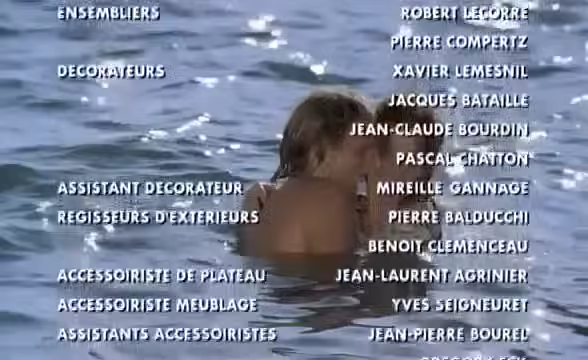 ENSEMBLIERS ROBERT LEGORRE
PIERRE COMPERTZ
DECORATEURS XAVIER LEMESNIL
JACQUES BATAILLE
JEAN-CLAUDE BOURDIN
PASCAL CHATTON
ASSISTANT DECORATEUR MIREILLE GANNAGE
REGISSEURS D'EXTERIEURS PIERRE BALDUCCHI
BENOIT CLEMENCEAU
ACCESSOIRISTE DE PLATEAU JEAN-LAURENT AGRINIER
ACCESSOIRISTE MEUBLAGE YVES SEIGNEURET
ASSISTANTS ACCESSOIRISTES JEAN-PIERRE BOUREL